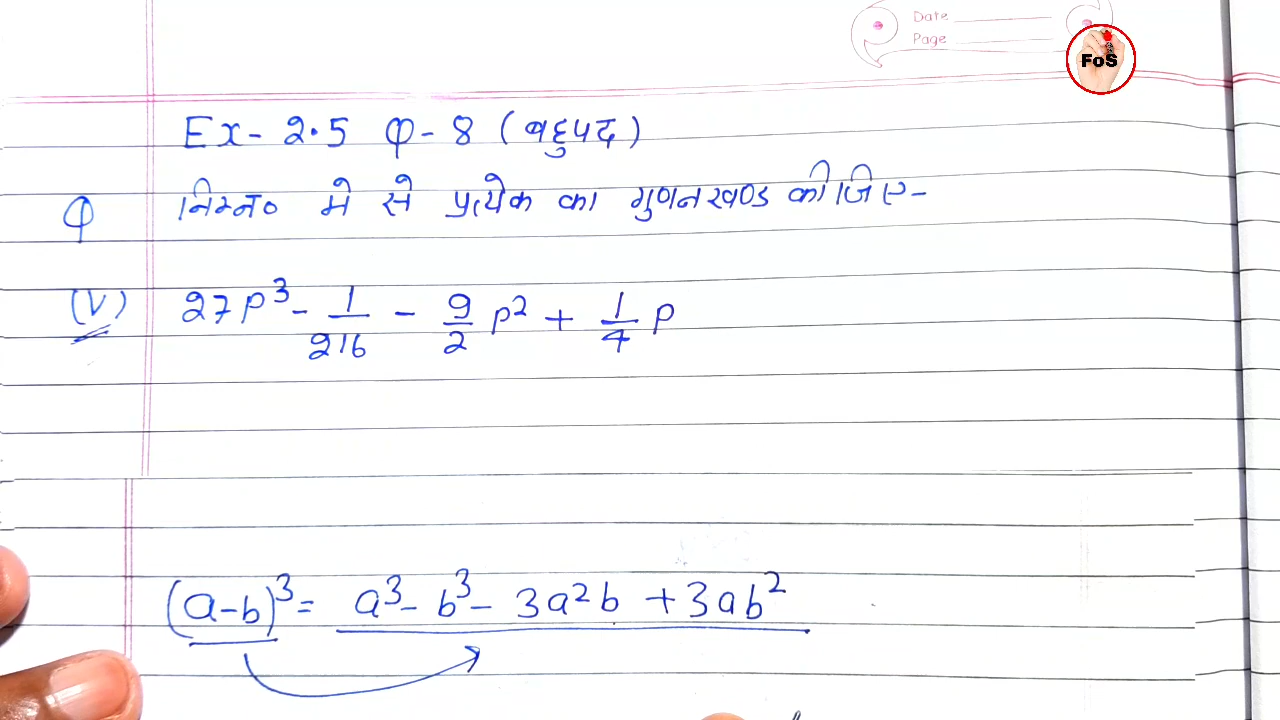 Date
Page
FoS
Ex- 2.5 Q- 8 (बहुपद)
Q निम्न० मे से प्रत्येक का गुणनखण्ड कीजिए-
(V) 27P³ - 1/216 - 9/2 P² + 1/4 P
(a-b)³ = a³- b³- 3a²b + 3ab²